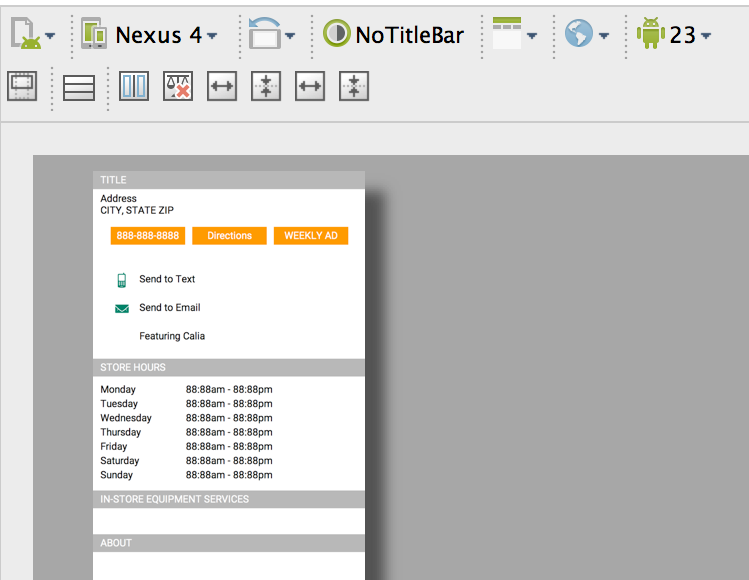 Nexus 4 NoTitleBar 23
TITLE
Address
CITY, STATE ZIP
888-888-8888 Directions WEEKLY AD
Send to Text
Send to Email
Featuring Calia
STORE HOURS
Monday 88:88am - 88:88pm
Tuesday 88:88am - 88:88pm
Wednesday 88:88am - 88:88pm
Thursday 88:88am - 88:88pm
Friday 88:88am - 88:88pm
Saturday 88:88am - 88:88pm
Sunday 88:88am - 88:88pm
IN-STORE EQUIPMENT SERVICES
ABOUT